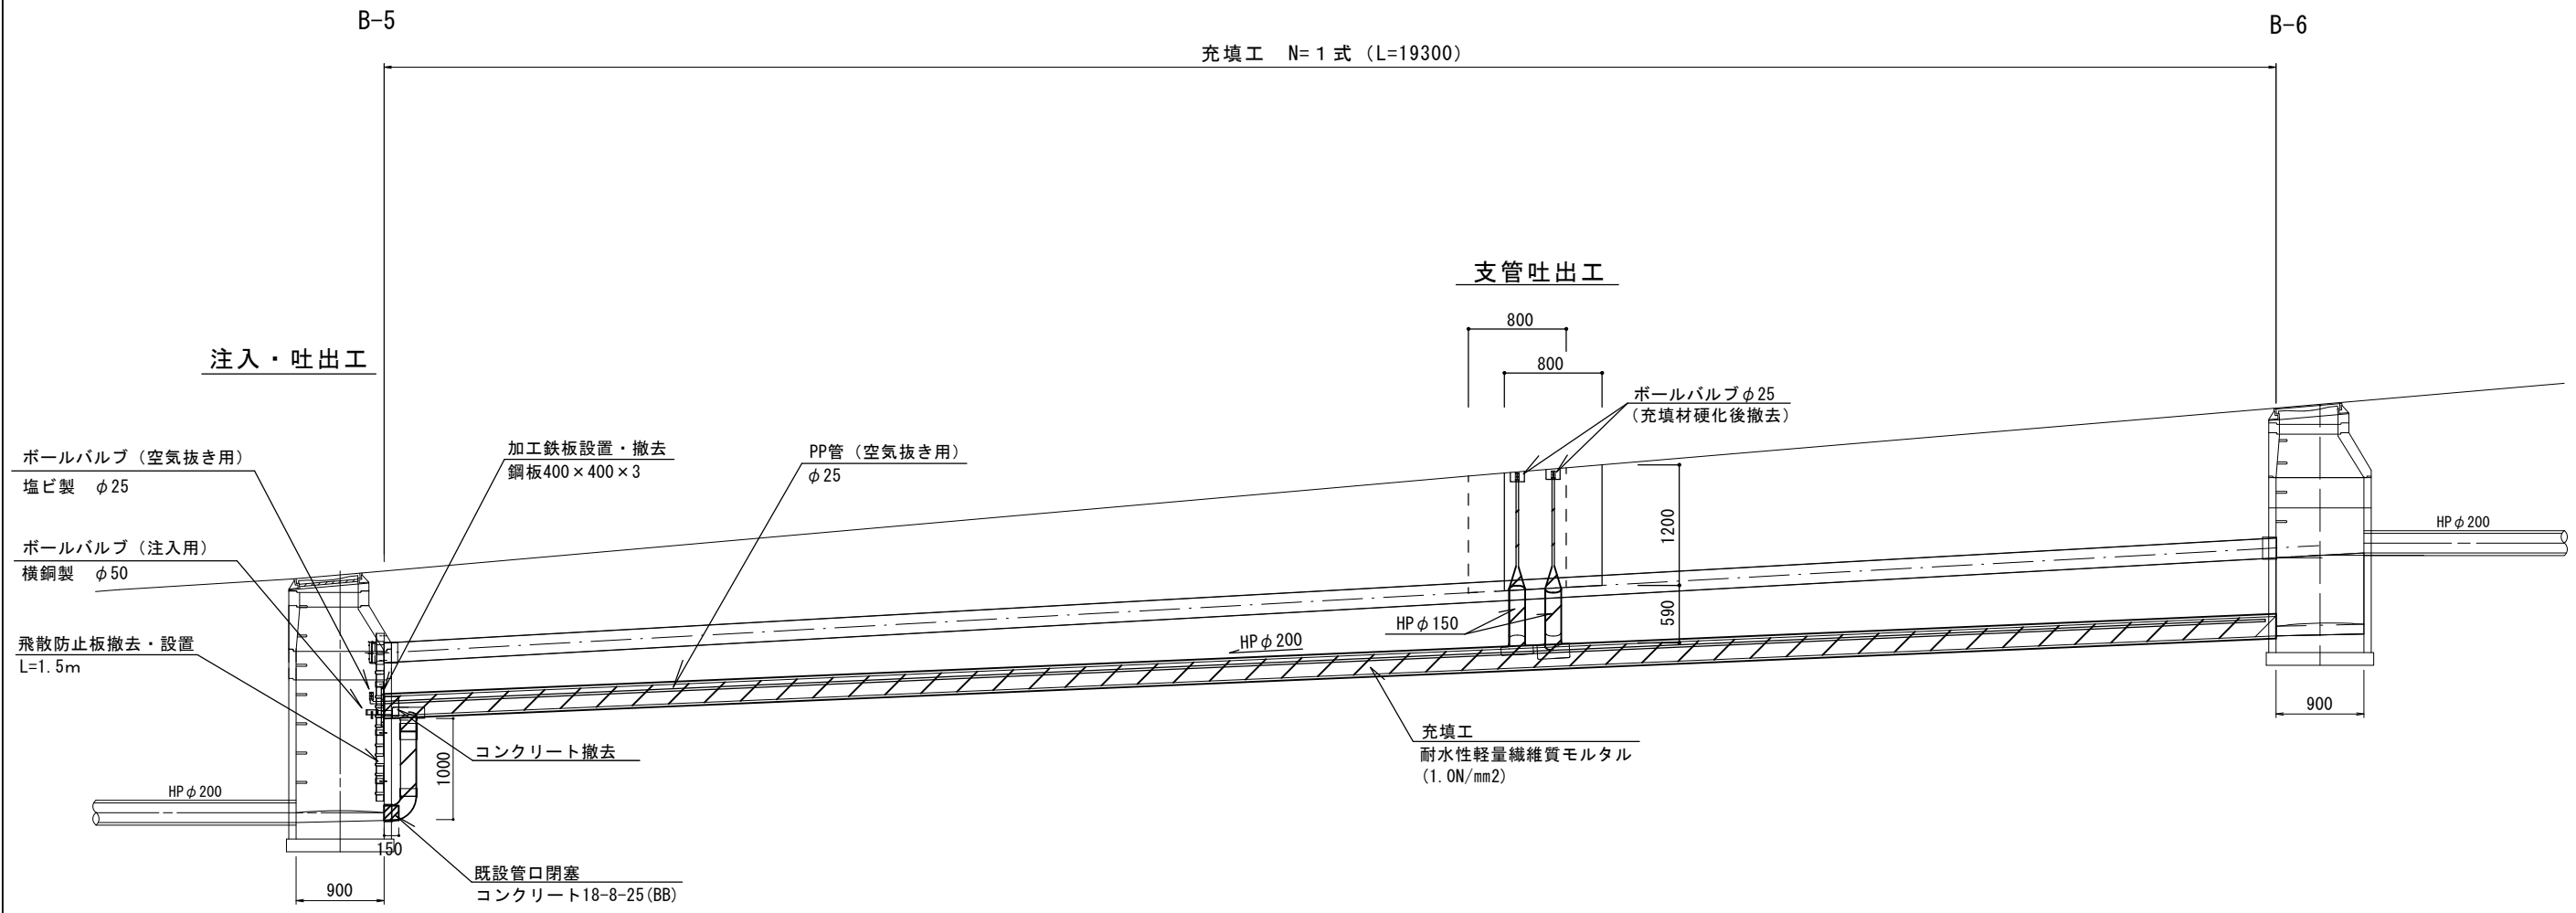 B-5
B-6
充填工 N=１式 (L=19300)
支管吐出工
800
800
注入・吐出工
ボールバルブφ25
(充填材硬化後撤去)
ボールバルブ（空気抜き用）
塩ビ製 φ25
加工鉄板設置・撤去
鋼板400×400×3
PP管（空気抜き用）
φ25
ボールバルブ（注入用）
横銅製 φ50
1200
HPφ200
590
HPφ150
HPφ200
飛散防止板撤去・設置
L=1.5m
900
充填工
耐水性軽量繊維質モルタル
(1.0N/mm2)
コンクリート撤去
1000
HPφ200
150
既設管口閉塞
コンクリート18-8-25(BB)
900